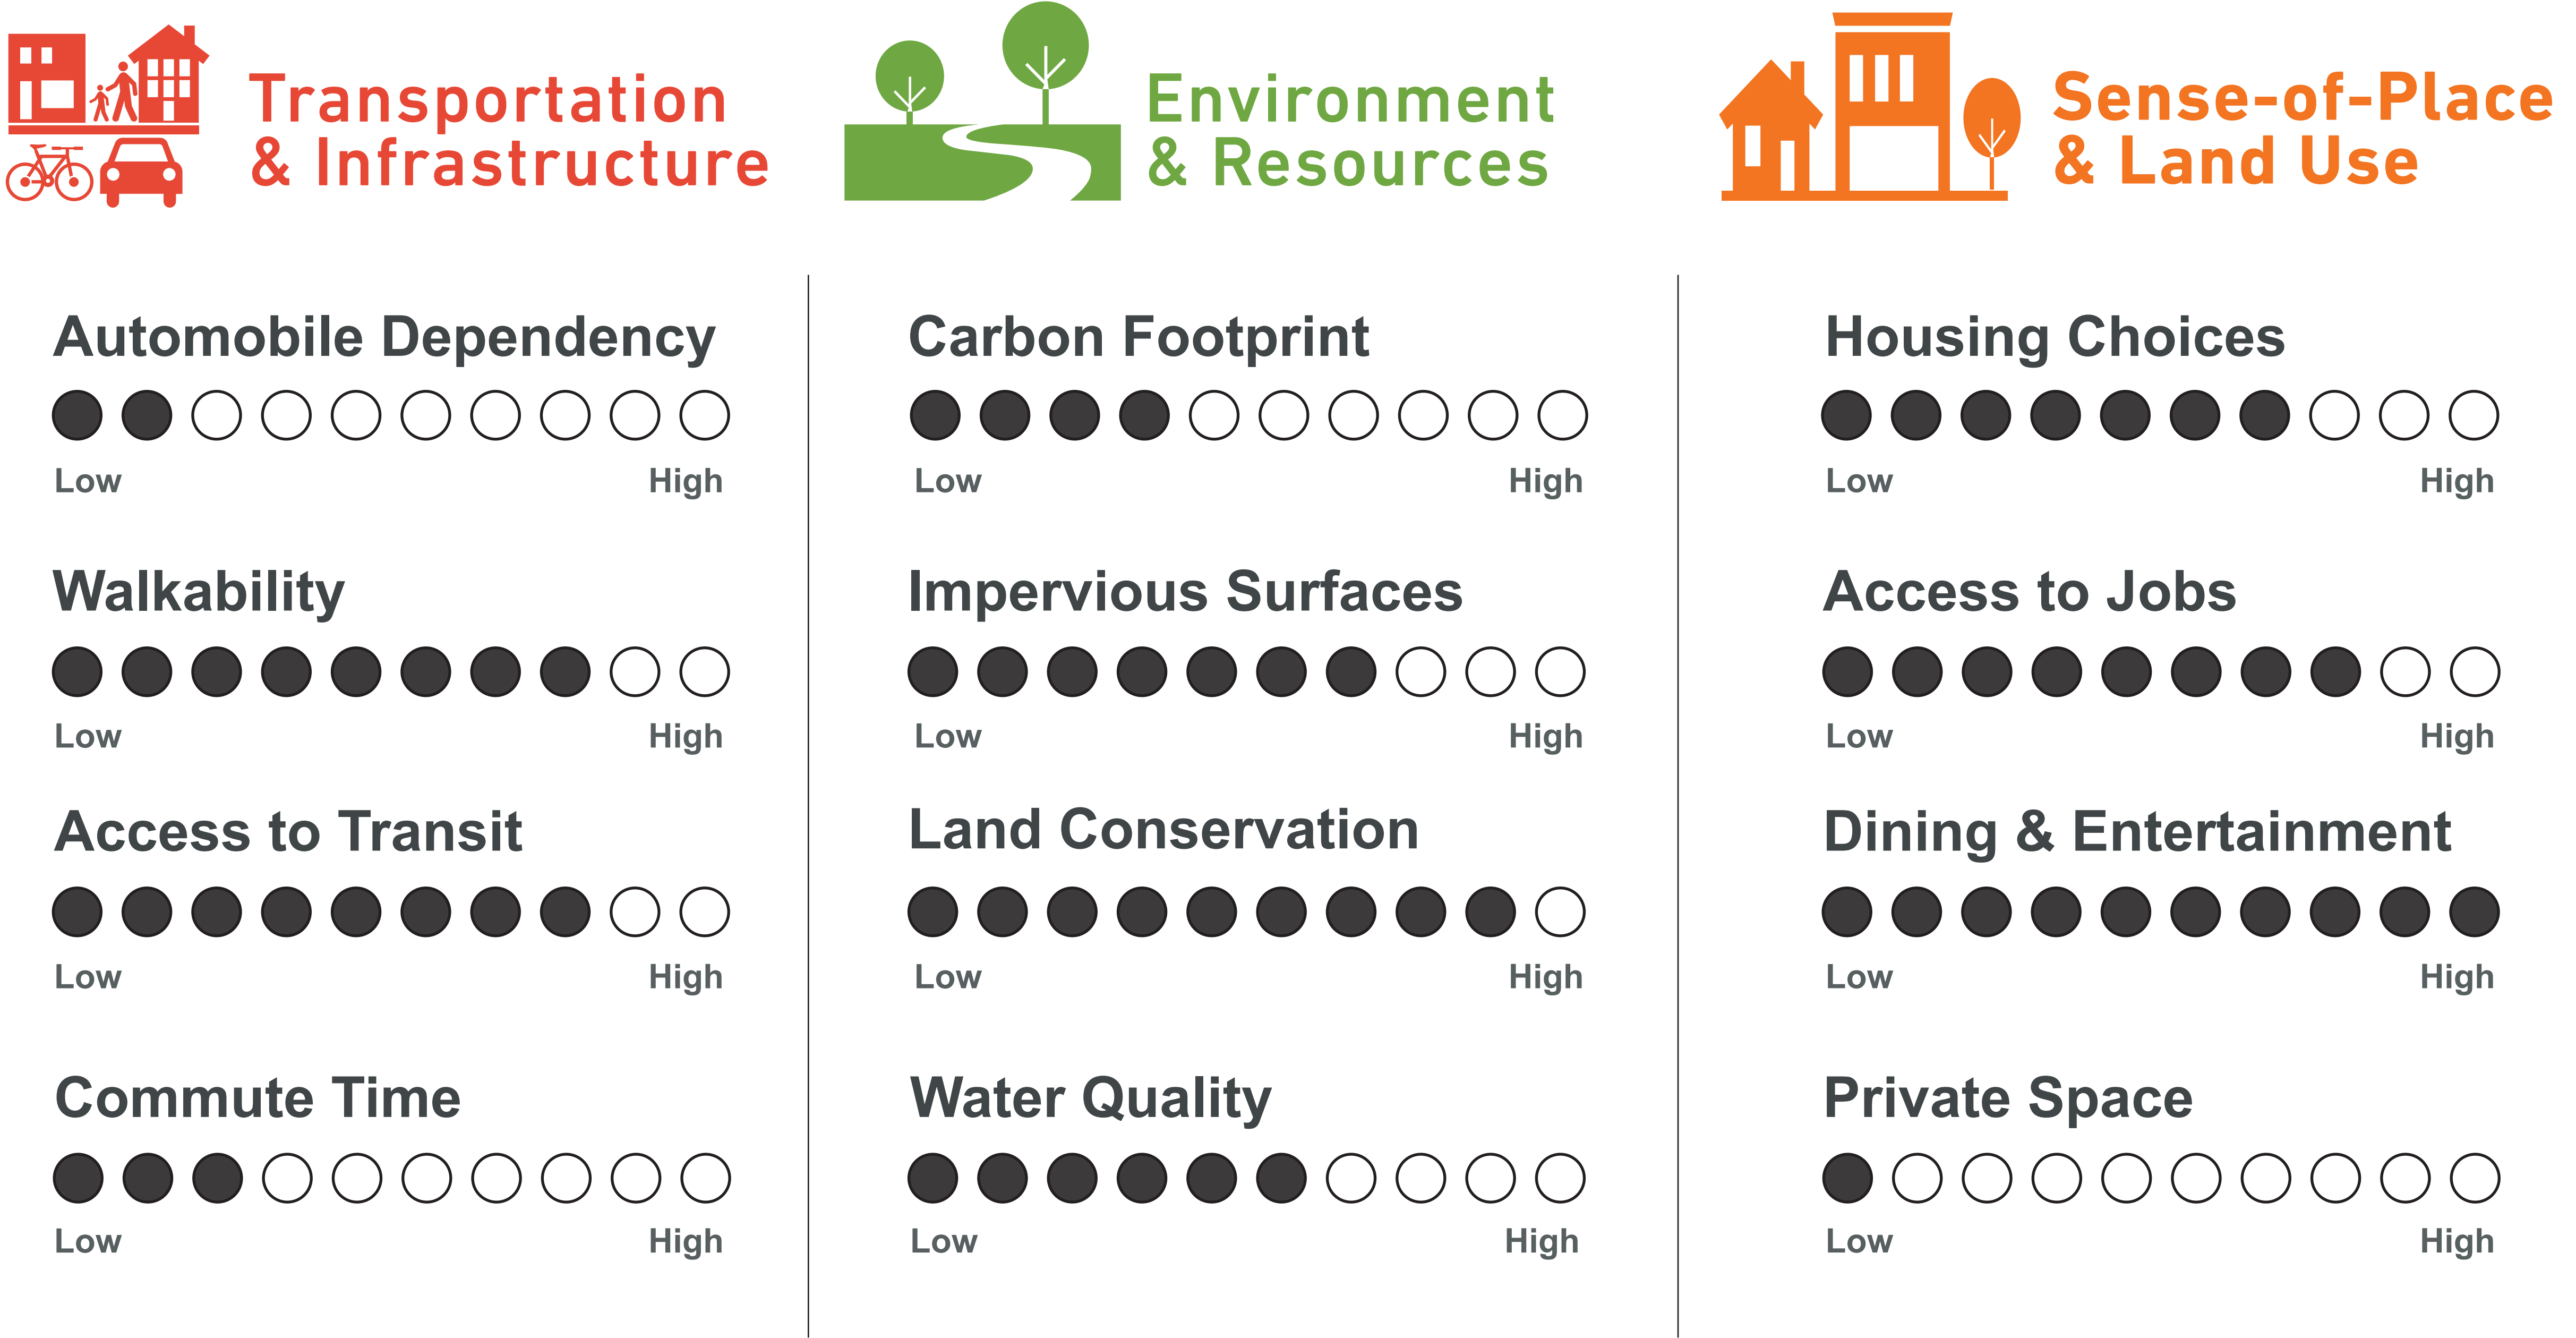 Transportation
& Infrastructure
Environment
& Resources
Sense-of-Place
& Land Use
Automobile Dependency
Low High
Walkability
Low High
Access to Transit
Low High
Commute Time
Low High
Carbon Footprint
Low High
Impervious Surfaces
Low High
Land Conservation
Low High
Water Quality
Low High
Housing Choices
Low High
Access to Jobs
Low High
Dining & Entertainment
Low High
Private Space
Low High